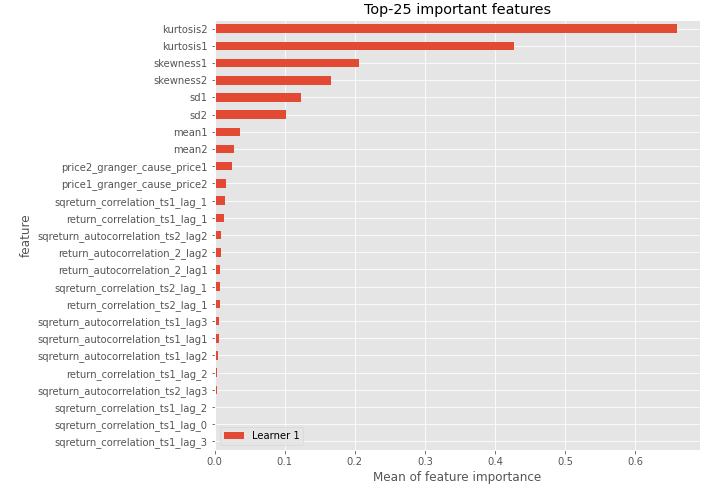 Top-25 important features
kurtosis2
kurtosis1
skewness1
skewness2
sd1
sd2
mean1
mean2
price2_granger_cause_price1
price1_granger_cause_price2
sqreturn_correlation_ts1_lag_1
return_correlation_ts1_lag_1
sqreturn_autocorrelation_ts2_lag2
return_autocorrelation_2_lag2
return_autocorrelation_2_lag1
sqreturn_correlation_ts2_lag_1
return_correlation_ts2_lag_1
sqreturn_autocorrelation_ts1_lag3
sqreturn_autocorrelation_ts1_lag1
sqreturn_autocorrelation_ts1_lag2
return_correlation_ts1_lag_2
sqreturn_autocorrelation_ts2_lag3
sqreturn_correlation_ts1_lag_2
sqreturn_correlation_ts1_lag_0
sqreturn_correlation_ts1_lag_3
feature
Learner 1
0.0 0.1 0.2 0.3 0.4 0.5 0.6
Mean of feature importance